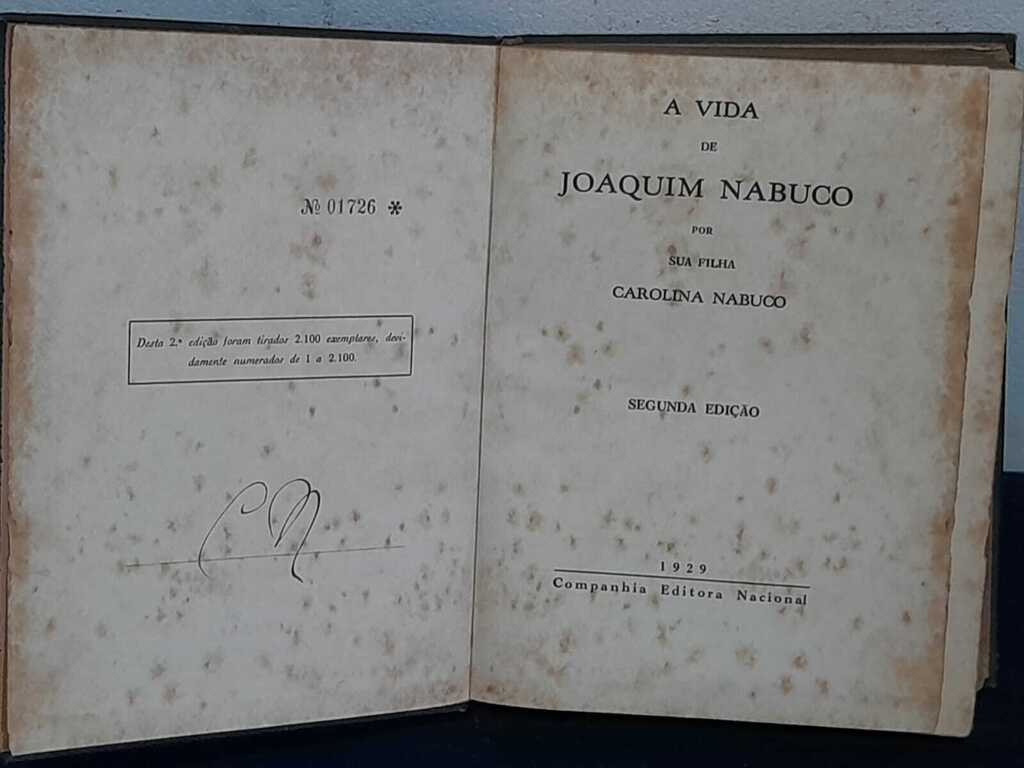 Nº 01726 *
Desta 2.ª edição foram tirados 2.100 exemplares, devi-
damente numerados de 1 a 2.100.
CN
A VIDA
DE
JOAQUIM NABUCO
POR
SUA FILHA
CAROLINA NABUCO
SEGUNDA EDIÇÃO
1929
Companhia Editora Nacional